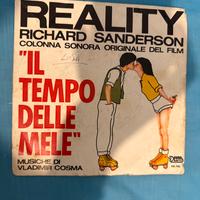 REALITY
RICHARD SANDERSON
COLONNA SONORA ORIGINALE DEL FILM
"IL
TEMPO
DELLE
MELE"
MUSICHE DI
VLADIMIR COSMA